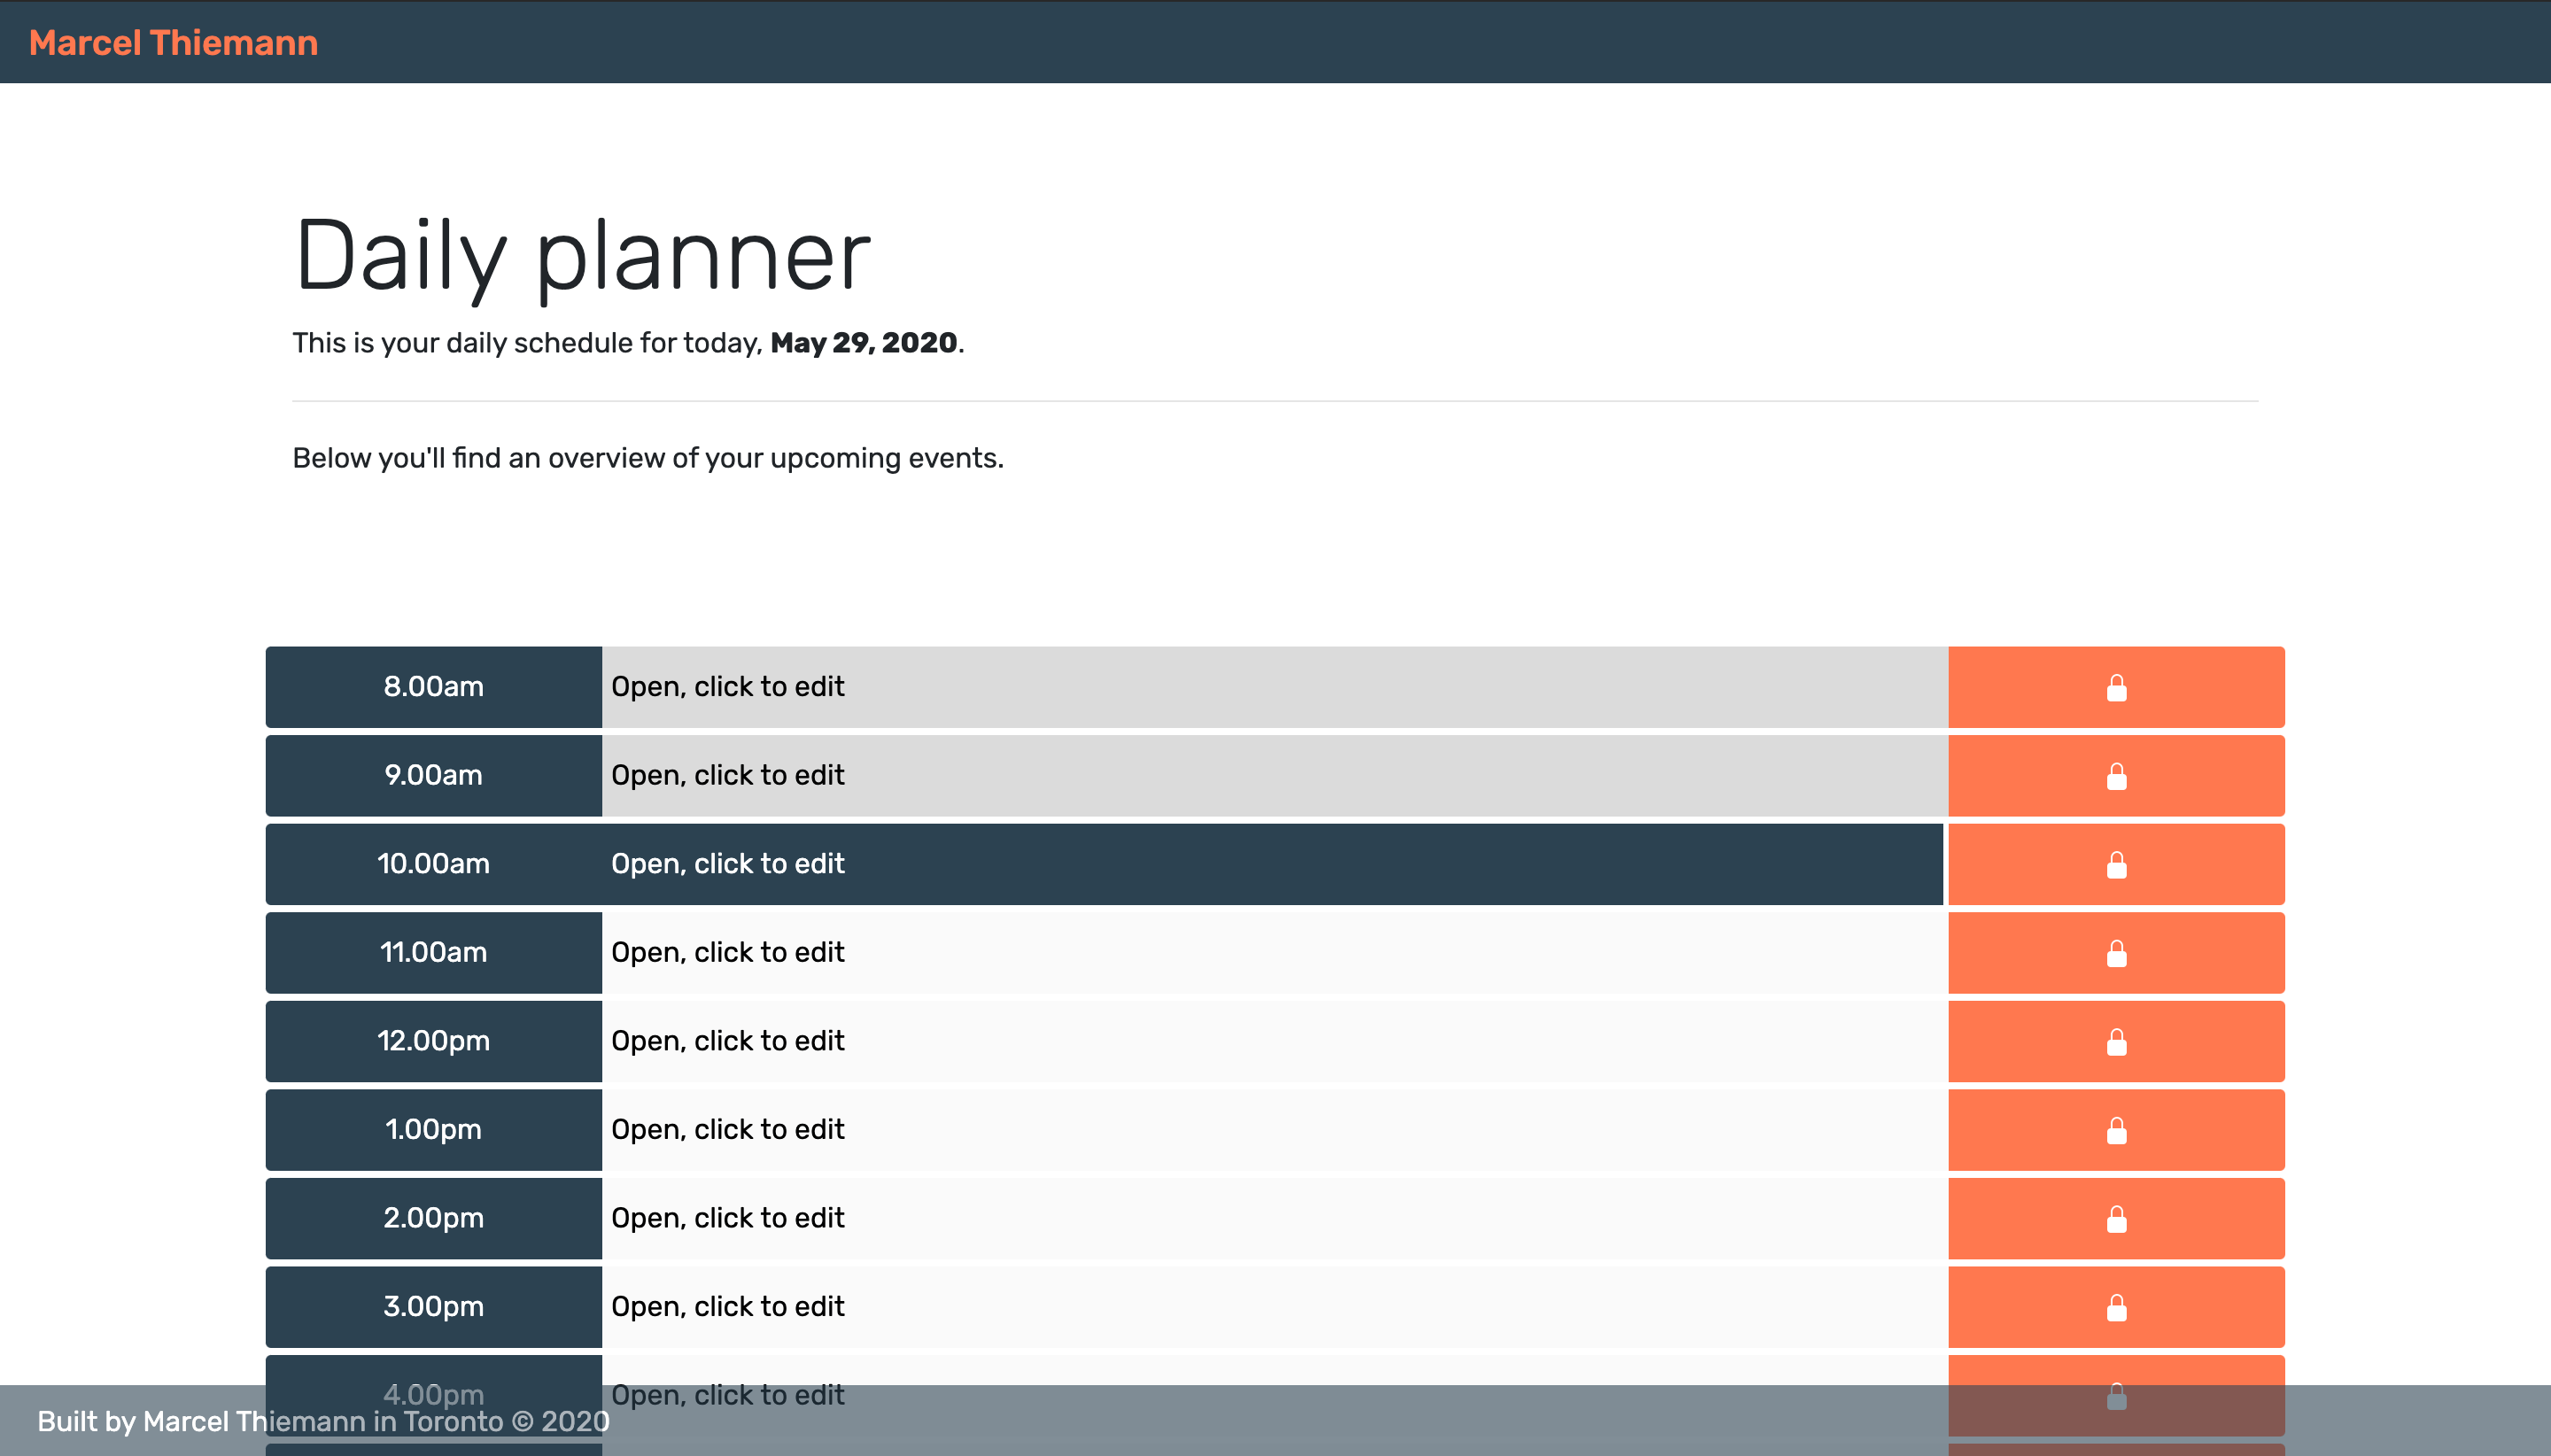 Marcel Thiemann
Daily planner
This is your daily schedule for today, May 29, 2020.
Below you'll find an overview of your upcoming events.
8.00am Open, click to edit
9.00am Open, click to edit
10.00am Open, click to edit
11.00am Open, click to edit
12.00pm Open, click to edit
1.00pm Open, click to edit
2.00pm Open, click to edit
3.00pm Open, click to edit
4.00pm Open, click to edit
Built by Marcel Thiemann in Toronto © 2020